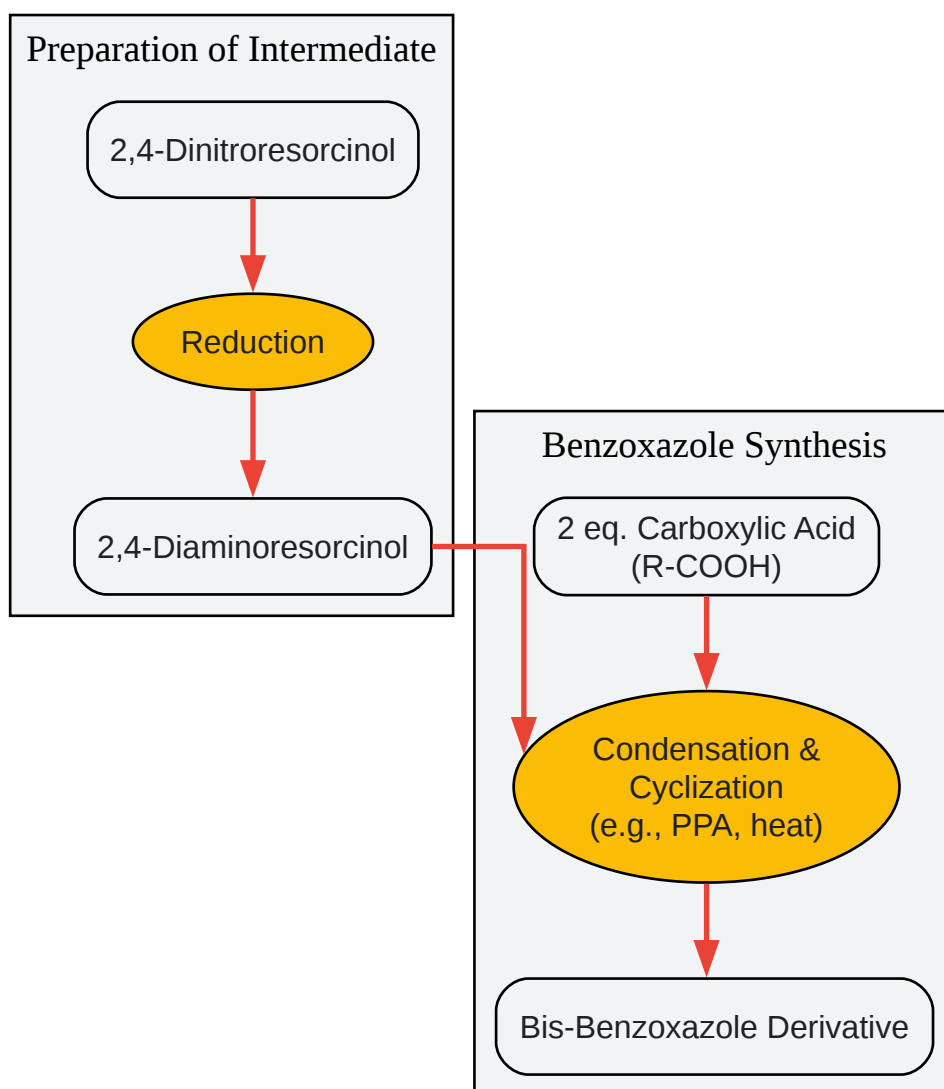 Preparation of Intermediate
2,4-Dinitroresorcinol
Reduction
2,4-Diaminoresorcinol
Benzoxazole Synthesis
2 eq. Carboxylic Acid
(R-COOH)
Condensation &
Cyclization
(e.g., PPA, heat)
Bis-Benzoxazole Derivative